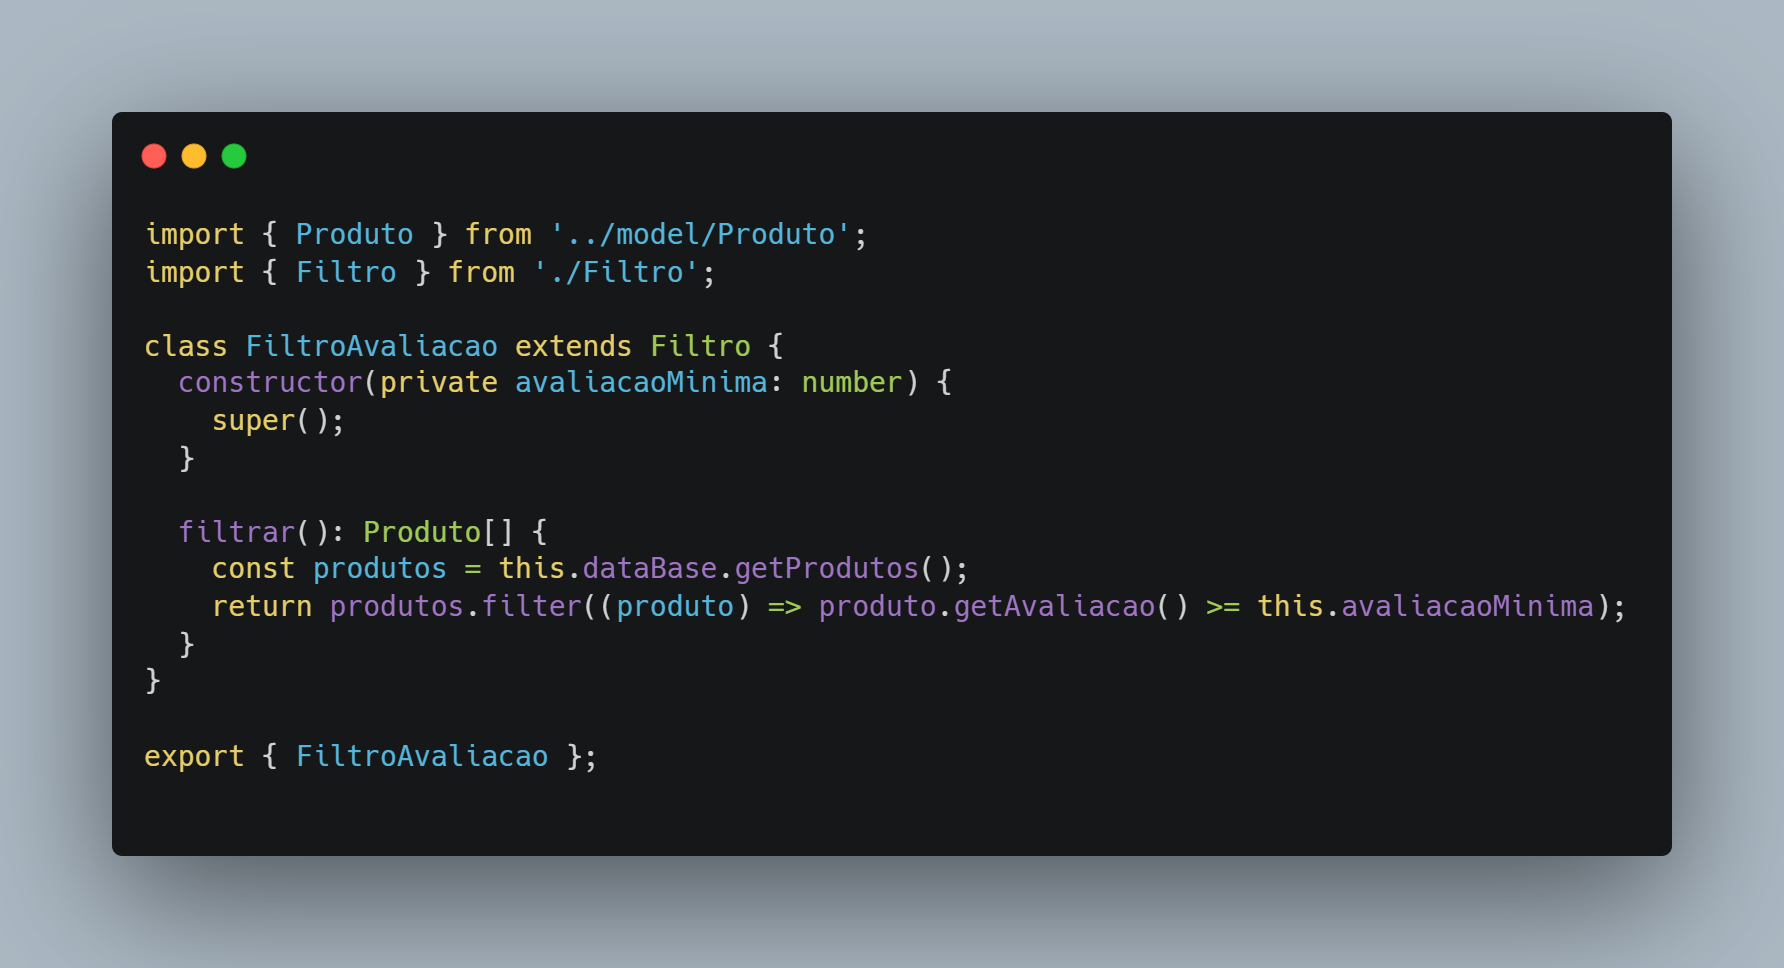 import { Produto } from '../model/Produto';
import { Filtro } from './Filtro';

class FiltroAvaliacao extends Filtro {
  constructor(private avaliacaoMinima: number) {
    super();
  }

  filtrar(): Produto[] {
    const produtos = this.dataBase.getProdutos();
    return produtos.filter((produto) => produto.getAvaliacao() >= this.avaliacaoMinima);
  }
}

export { FiltroAvaliacao };